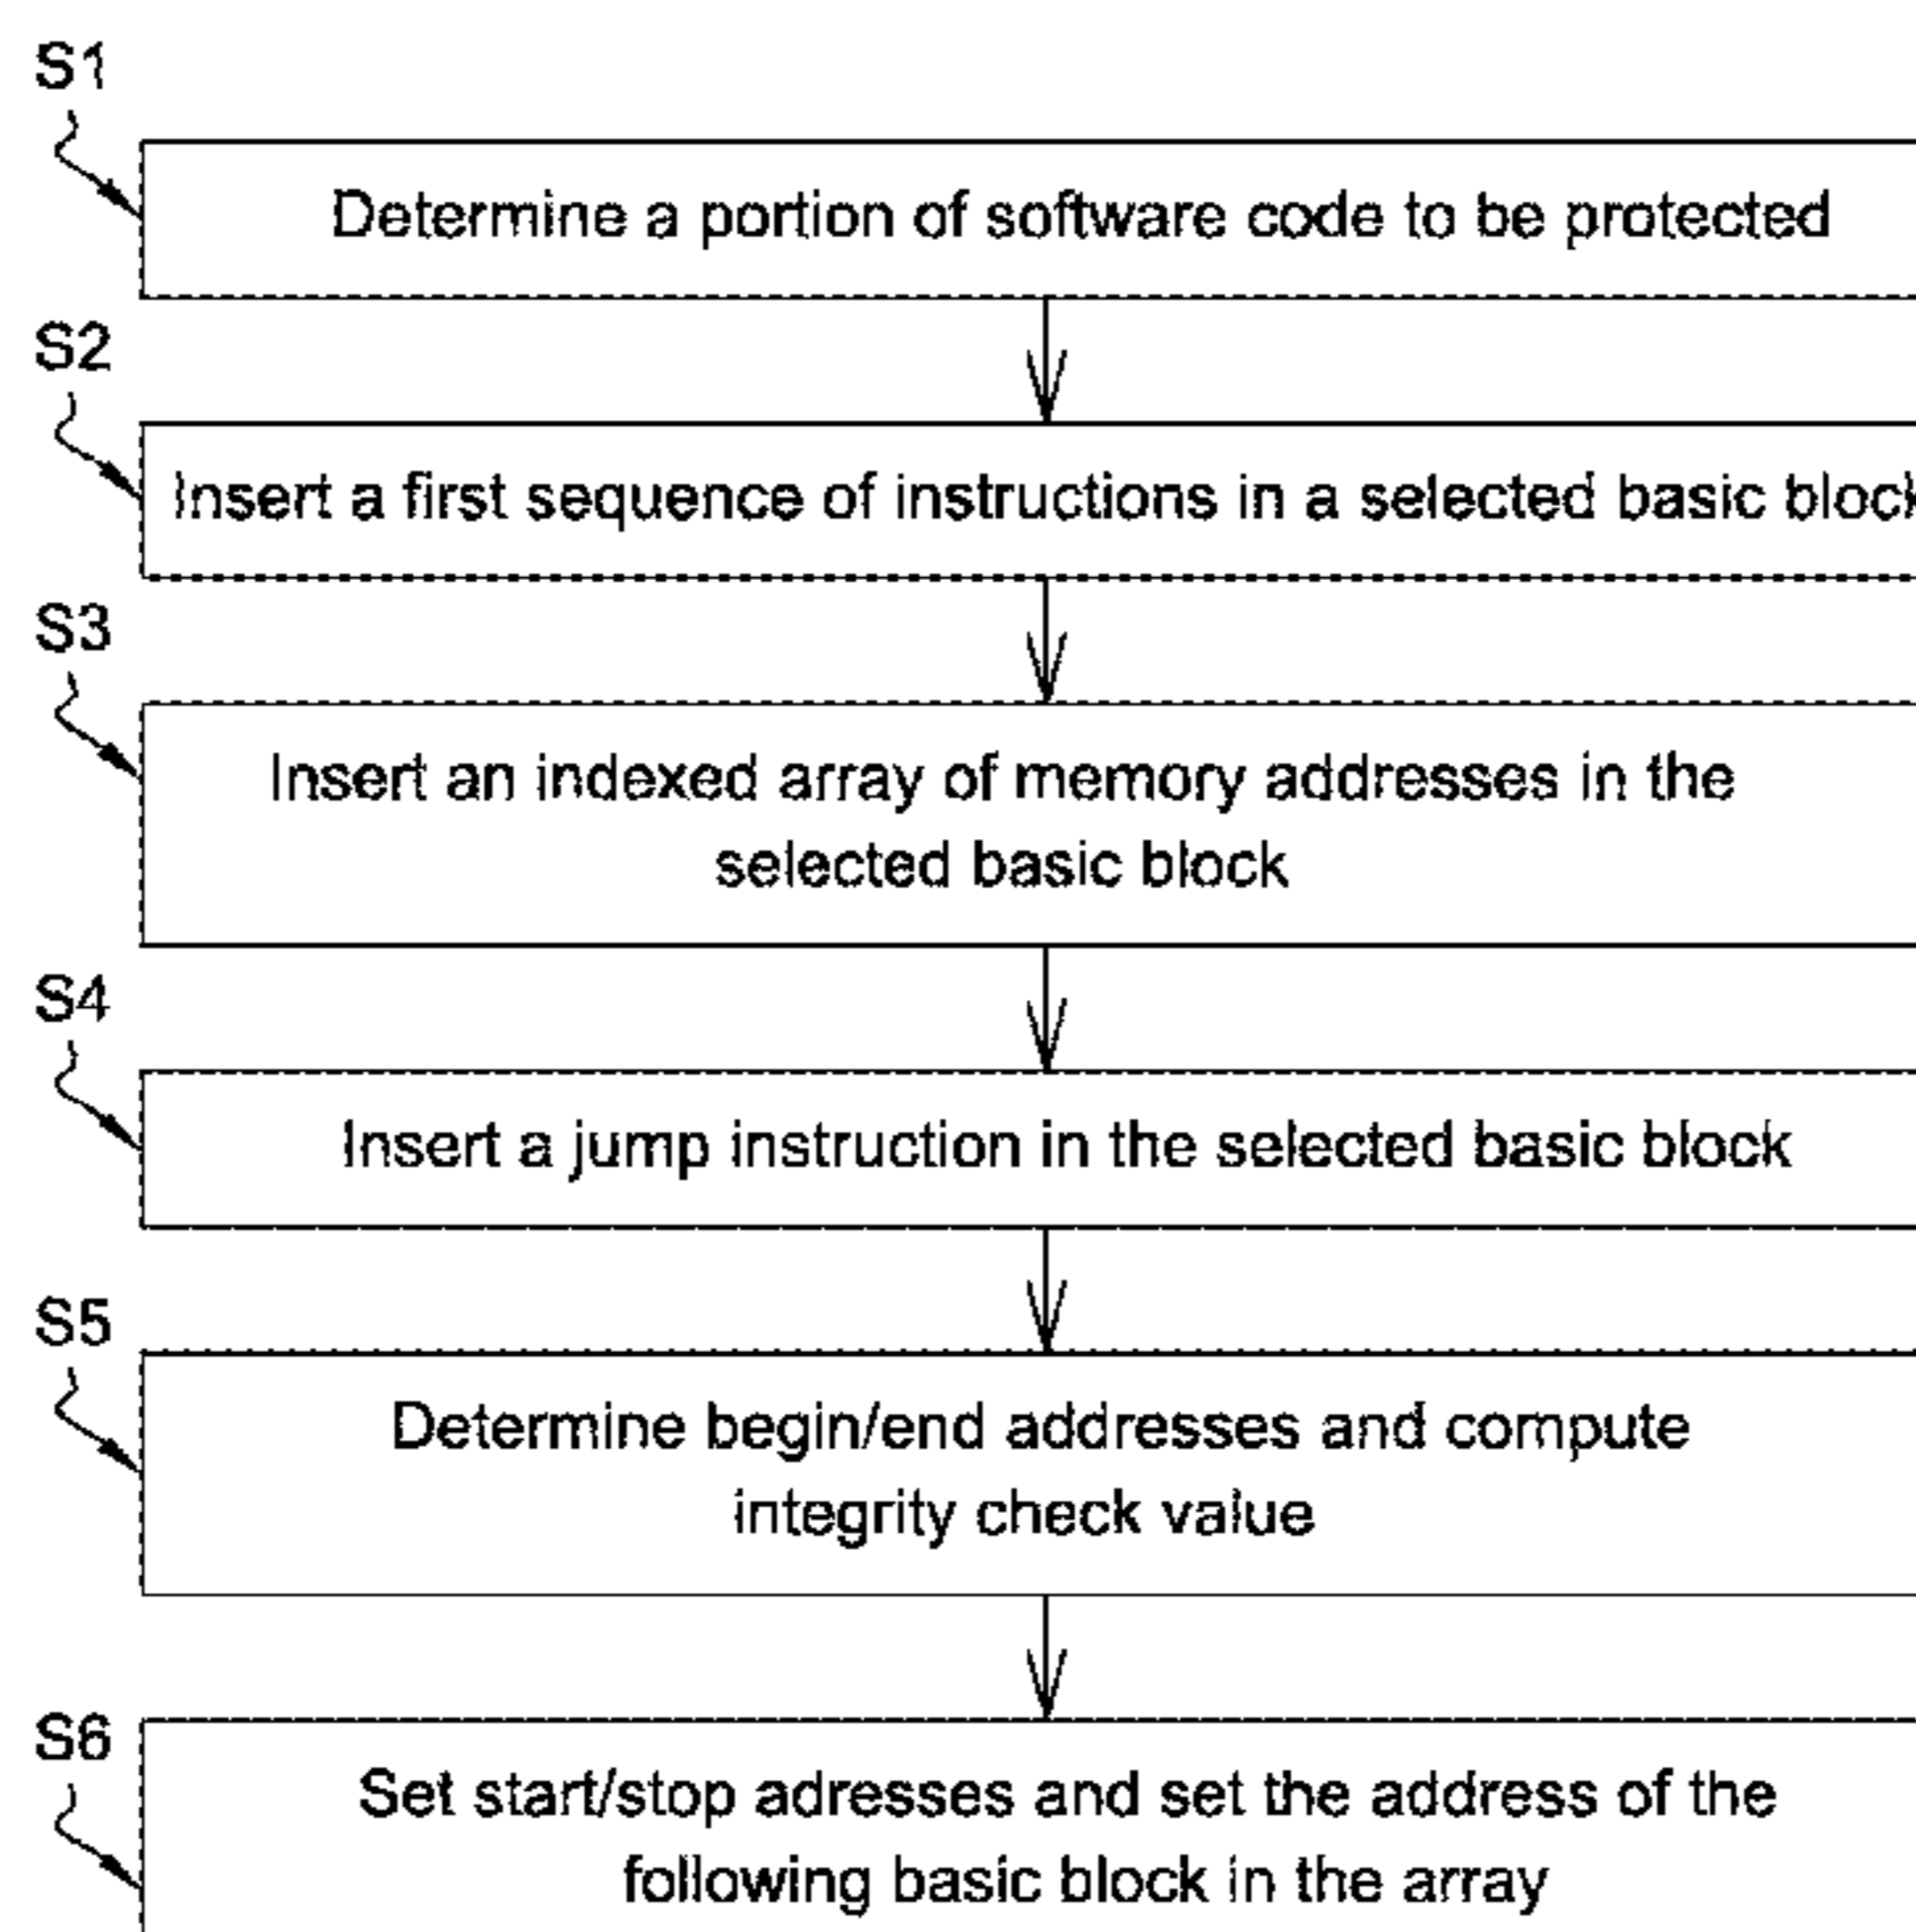 S1
Determine a portion of software code to be protected
S2
Insert a first sequence of instructions in a selected basic block
S3
Insert an indexed array of memory addresses in the
selected basic block
S4
Insert a jump instruction in the selected basic block
S5
Determine begin/end addresses and compute
integrity check value
S6
Set start/stop adresses and set the address of the
following basic block in the array